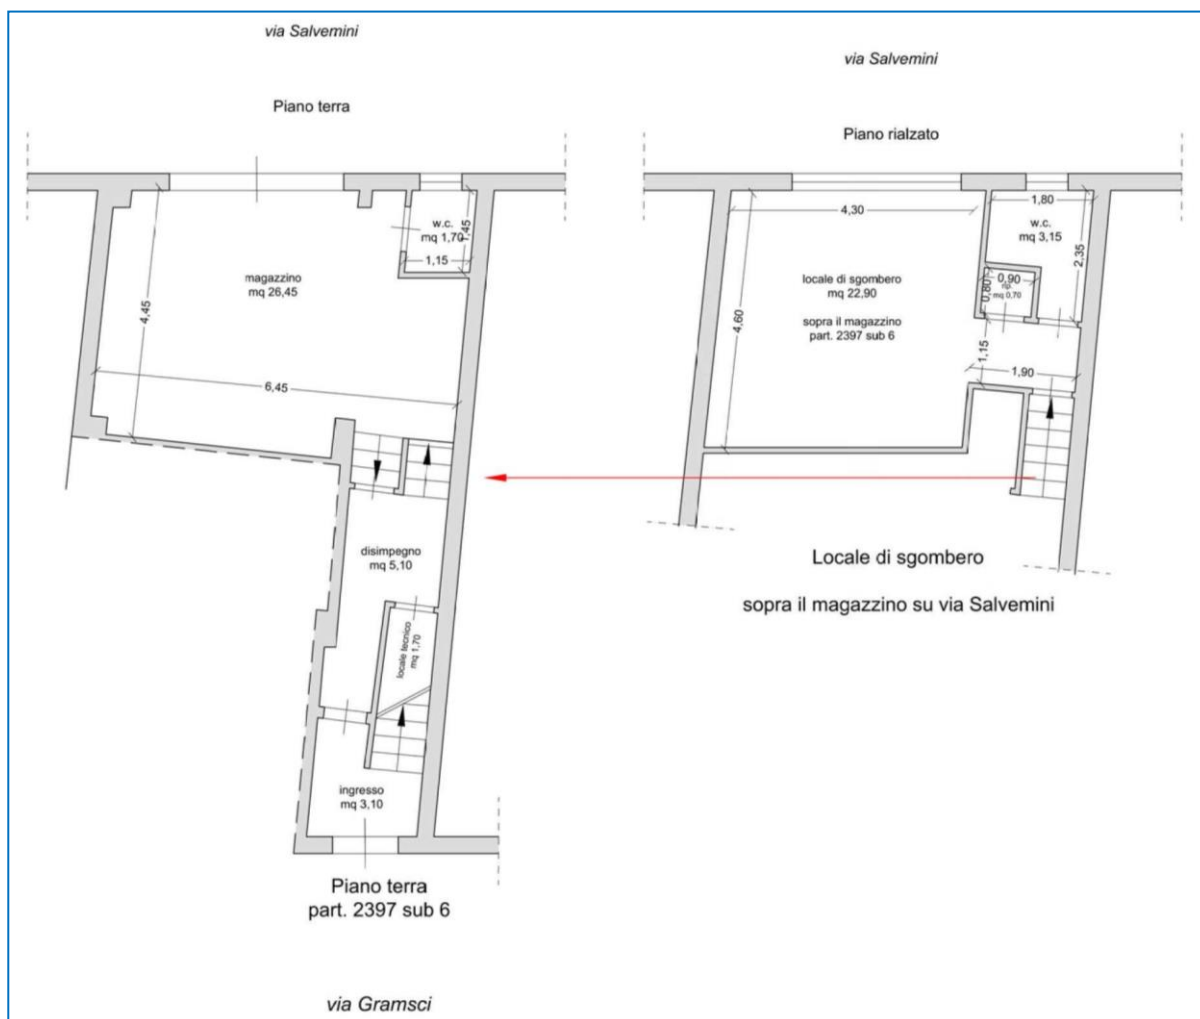 via Salvemini
Piano terra
w.c.
mq 1,70
1,45
1,15
magazzino
mq 26,45
4,45
6,45
disimpegno
mq 5,10
locale tecnico
mq 1,70
ingresso
mq 3,10
Piano terra
part. 2397 sub 6
via Gramsci
via Salvemini
Piano rialzato
4,30
1,80
w.c.
mq 3,15
2,35
locale di sgombero
mq 22,90
sopra il magazzino
part. 2397 sub 6
4,60
0,90
0,80
rip.
mq 0,70
1,15
1,90
Locale di sgombero
sopra il magazzino su via Salvemini